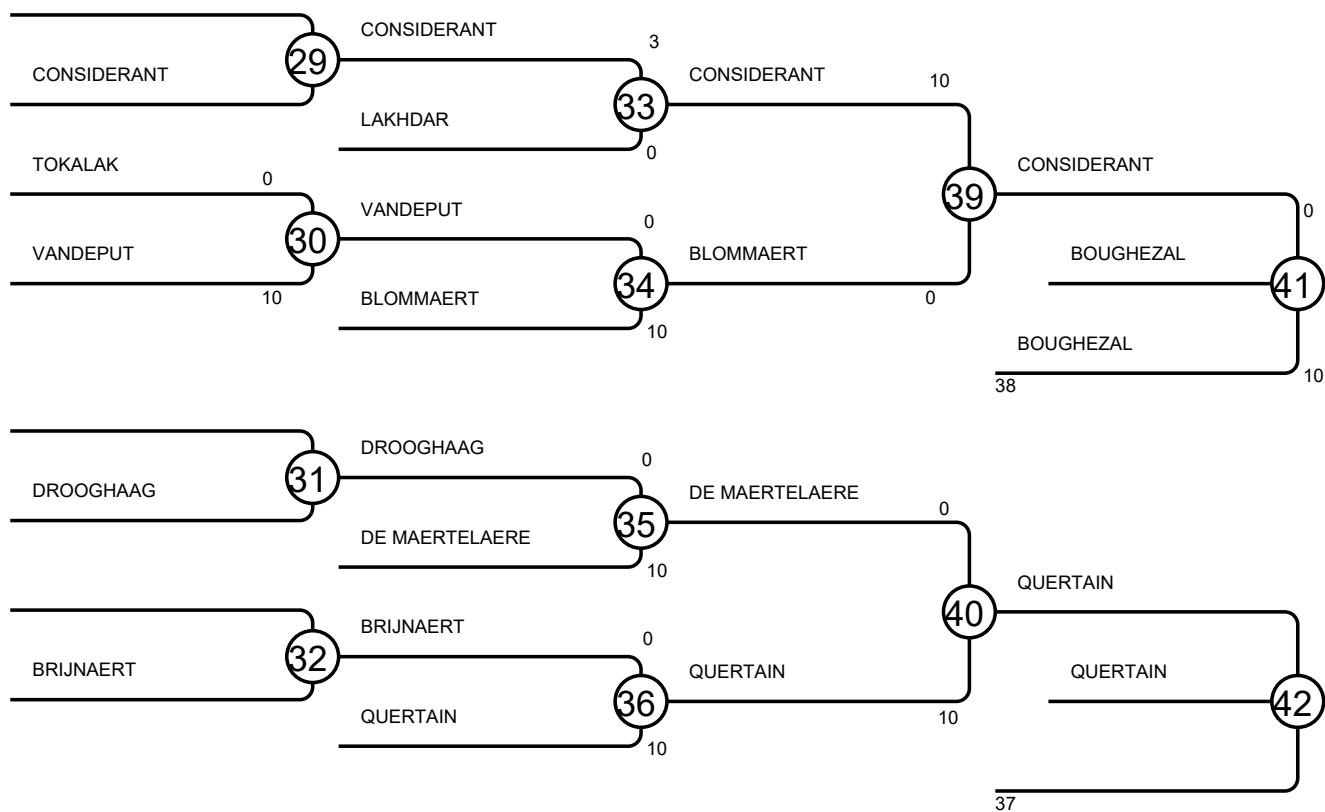 CONSIDERANT
29
CONSIDERANT
3
LAKHDAR
0
33
CONSIDERANT
10
TOKALAK
0
VANDEPUT
10
30
VANDEPUT
0
BLOMMAERT
10
34
BLOMMAERT
0
39
CONSIDERANT
0
BOUGHEZAL
41
BOUGHEZAL
10
38
DROOGHAAG
31
DROOGHAAG
0
DE MAERTELAERE
10
35
DE MAERTELAERE
0
BRIJNAERT
32
BRIJNAERT
0
QUERTAIN
10
36
QUERTAIN
10
40
QUERTAIN
QUERTAIN
42
37